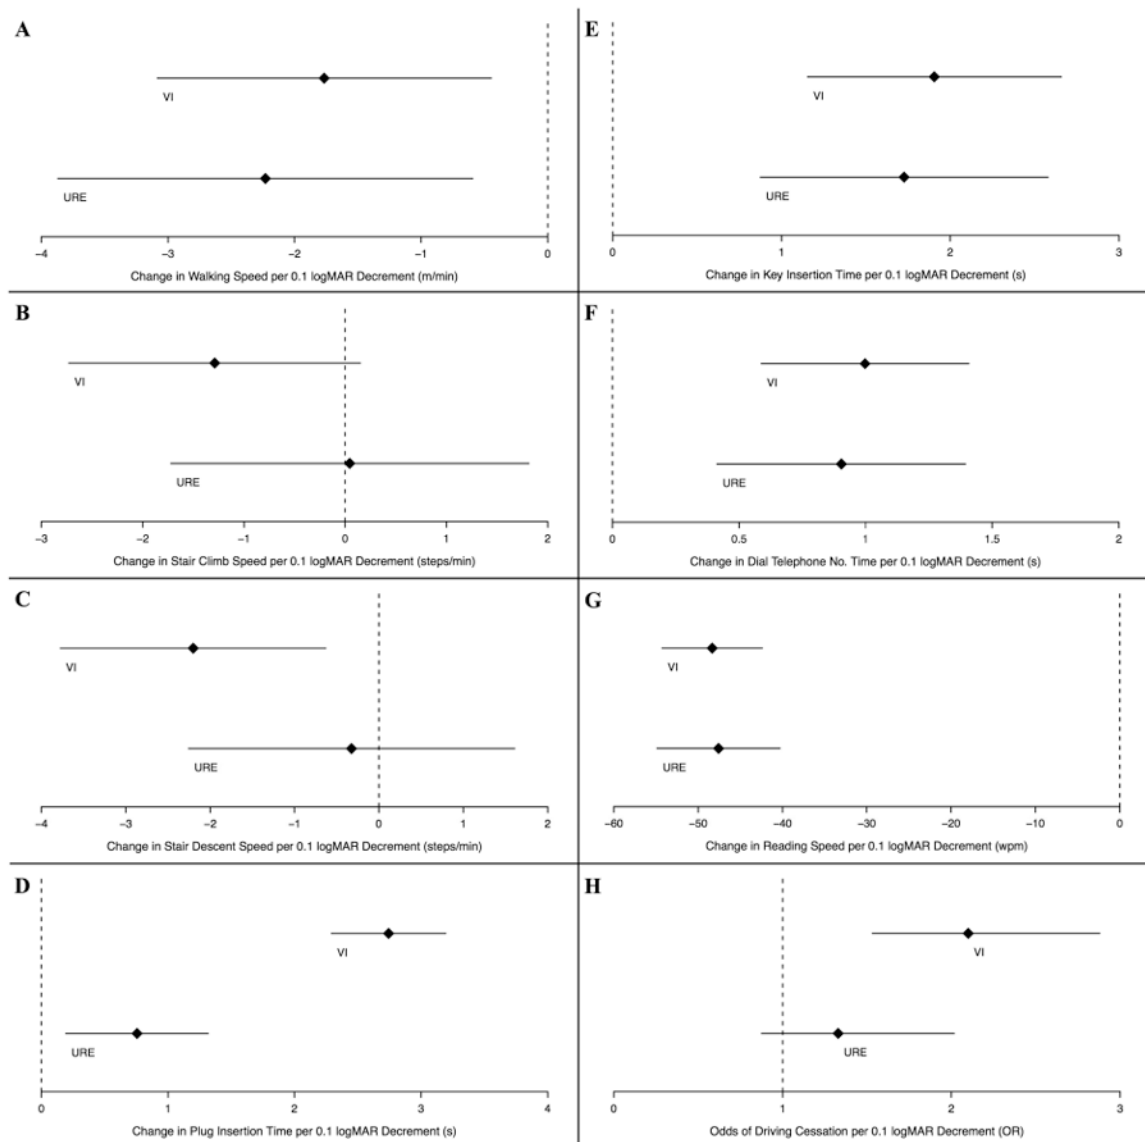 A
VI
URE
−4 −3 −2 −1 0
Change in Walking Speed per 0.1 logMAR Decrement (m/min)
B
VI
URE
−3 −2 −1 0 1 2
Change in Stair Climb Speed per 0.1 logMAR Decrement (steps/min)
C
VI
URE
−4 −3 −2 −1 0 1 2
Change in Stair Descent Speed per 0.1 logMAR Decrement (steps/min)
D
VI
URE
0 1 2 3 4
Change in Plug Insertion Time per 0.1 logMAR Decrement (s)
E
VI
URE
0 1 2 3
Change in Key Insertion Time per 0.1 logMAR Decrement (s)
F
VI
URE
0 0.5 1 1.5 2
Change in Dial Telephone No. Time per 0.1 logMAR Decrement (s)
G
VI
URE
−60 −50 −40 −30 −20 −10 0
Change in Reading Speed per 0.1 logMAR Decrement (wpm)
H
VI
URE
0 1 2 3
Odds of Driving Cessation per 0.1 logMAR Decrement (OR)